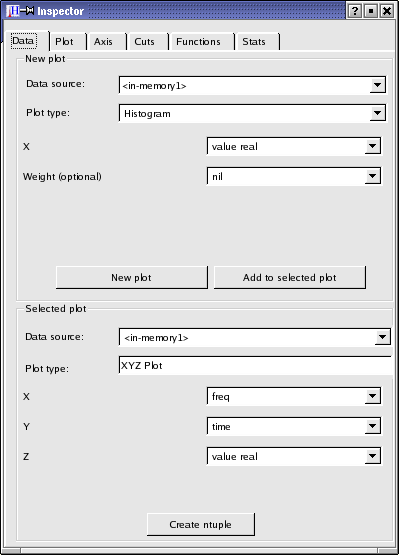 Inspector ?
Data Plot Axis Cuts Functions Stats
New plot
Data source: <in-memory1>
Plot type: Histogram
X value real
Weight (optional) nil
New plot Add to selected plot
Selected plot
Data source: <in-memory1>
Plot type: XYZ Plot
X freq
Y time
Z value real
Create ntuple